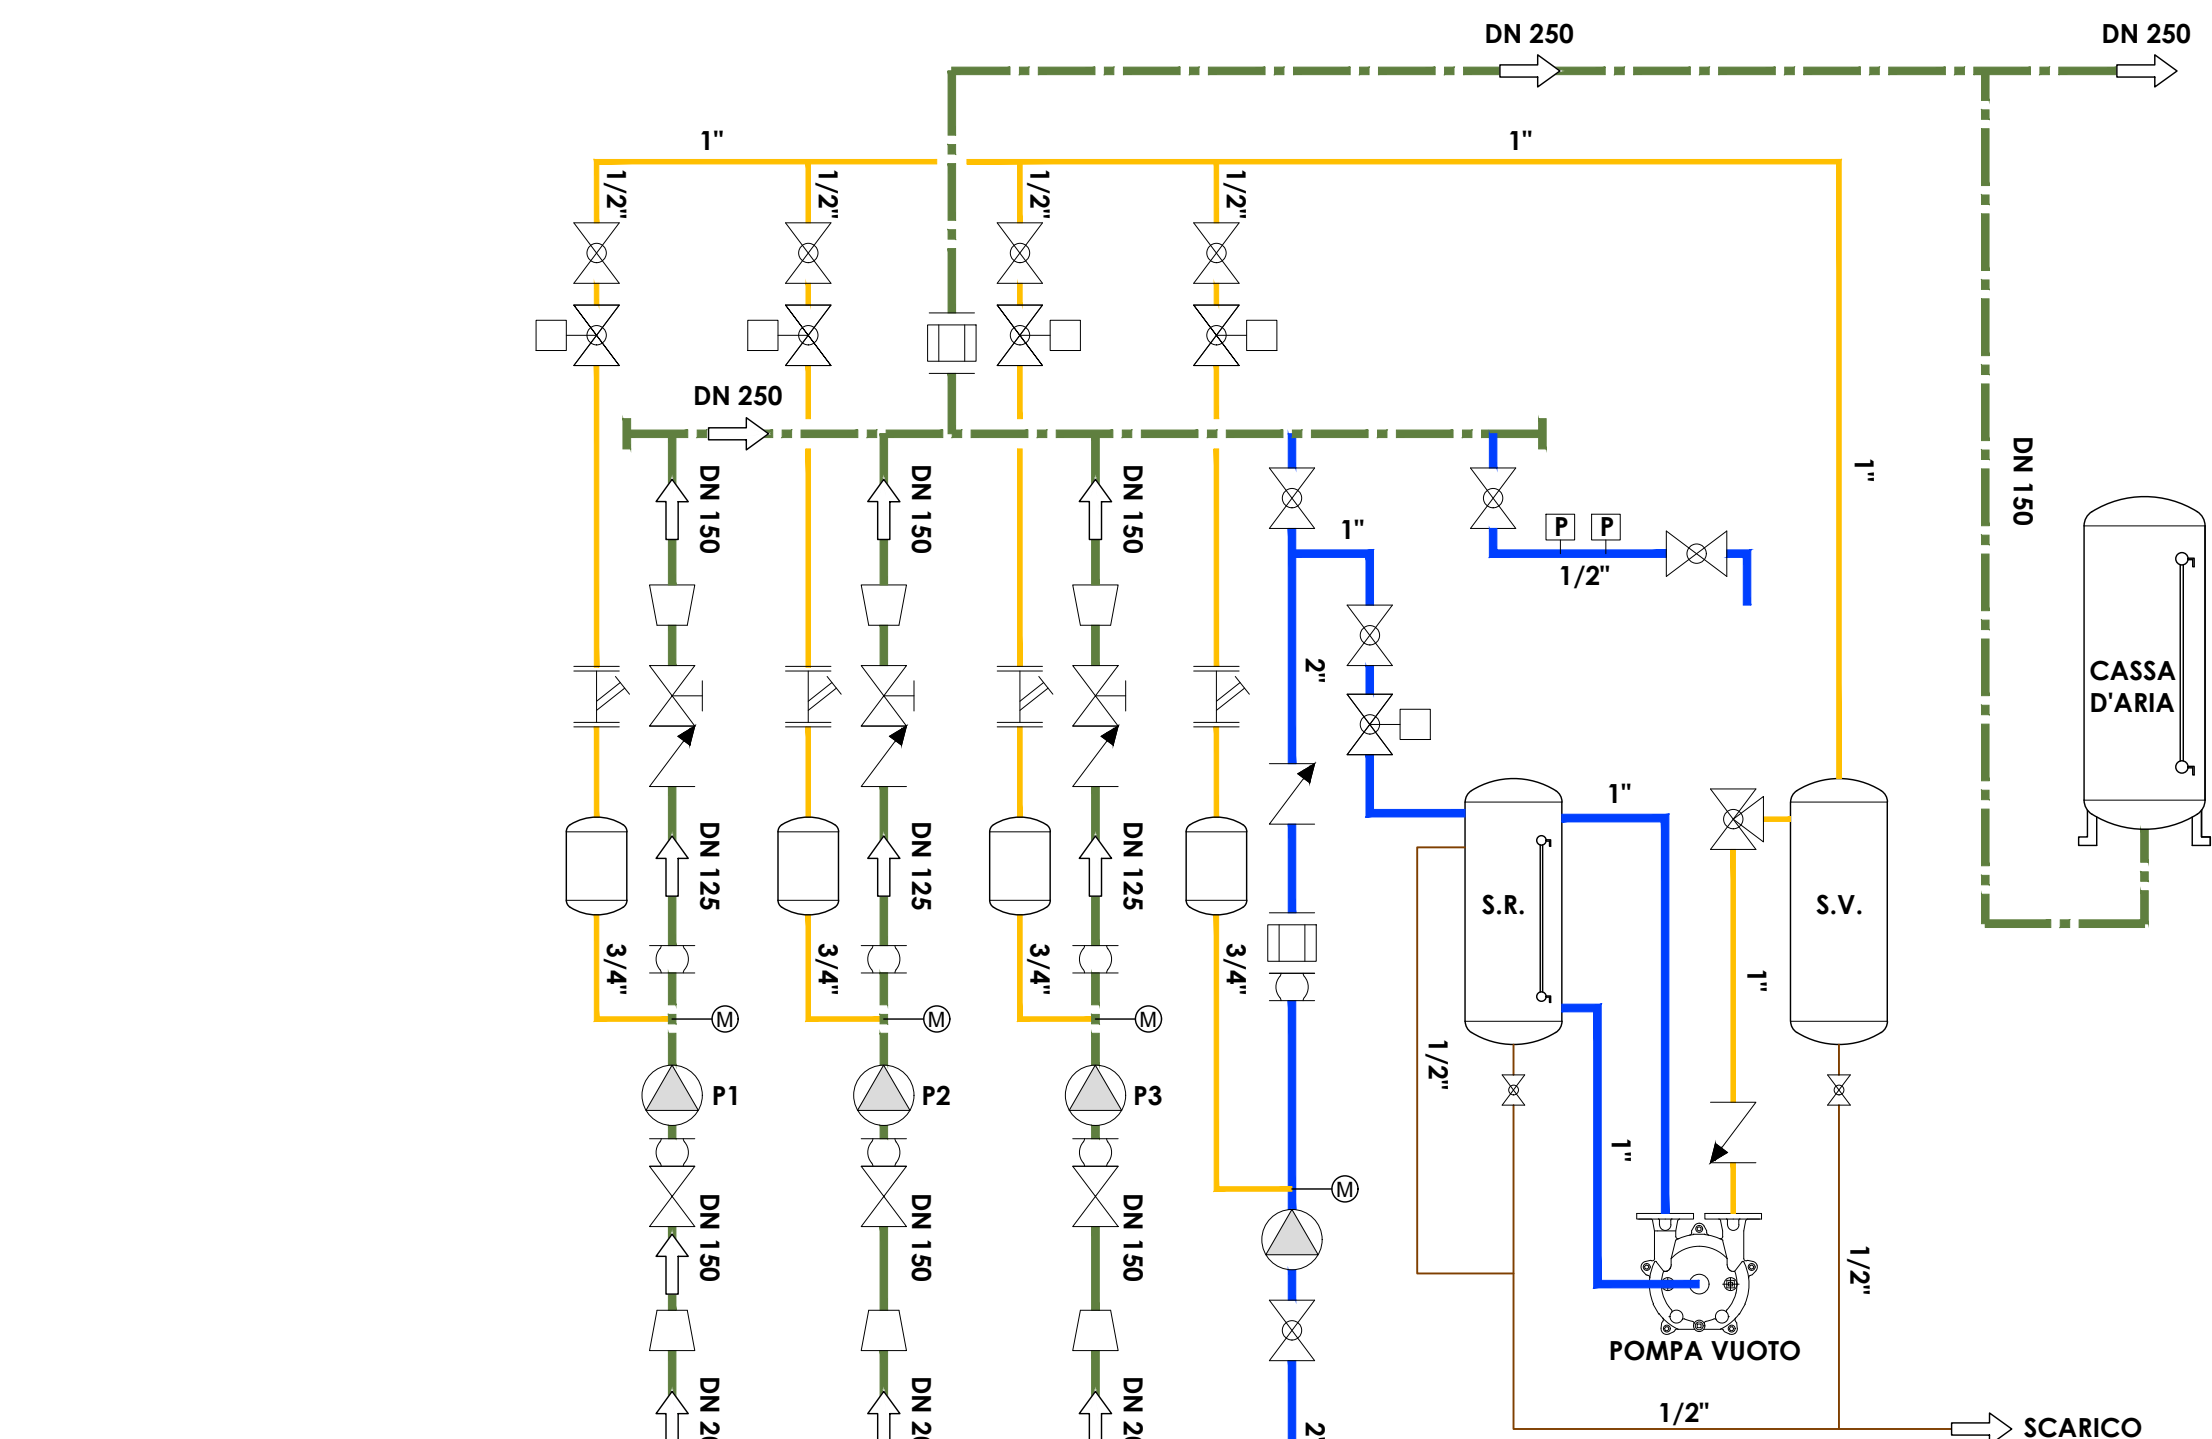 DN 250
DN 250
1"
1"
1/2"
1/2"
1/2"
1/2"
DN 250
DN 150
DN 150
DN 150
1"
DN 150
1"
P
P
1/2"
2"
CASSA
D'ARIA
1"
DN 125
DN 125
DN 125
S.R.
S.V.
3/4"
3/4"
3/4"
3/4"
1"
M
M
M
1/2"
P1
P2
P3
1"
M
DN 150
DN 150
DN 150
1/2"
POMPA VUOTO
1/2"
SCARICO